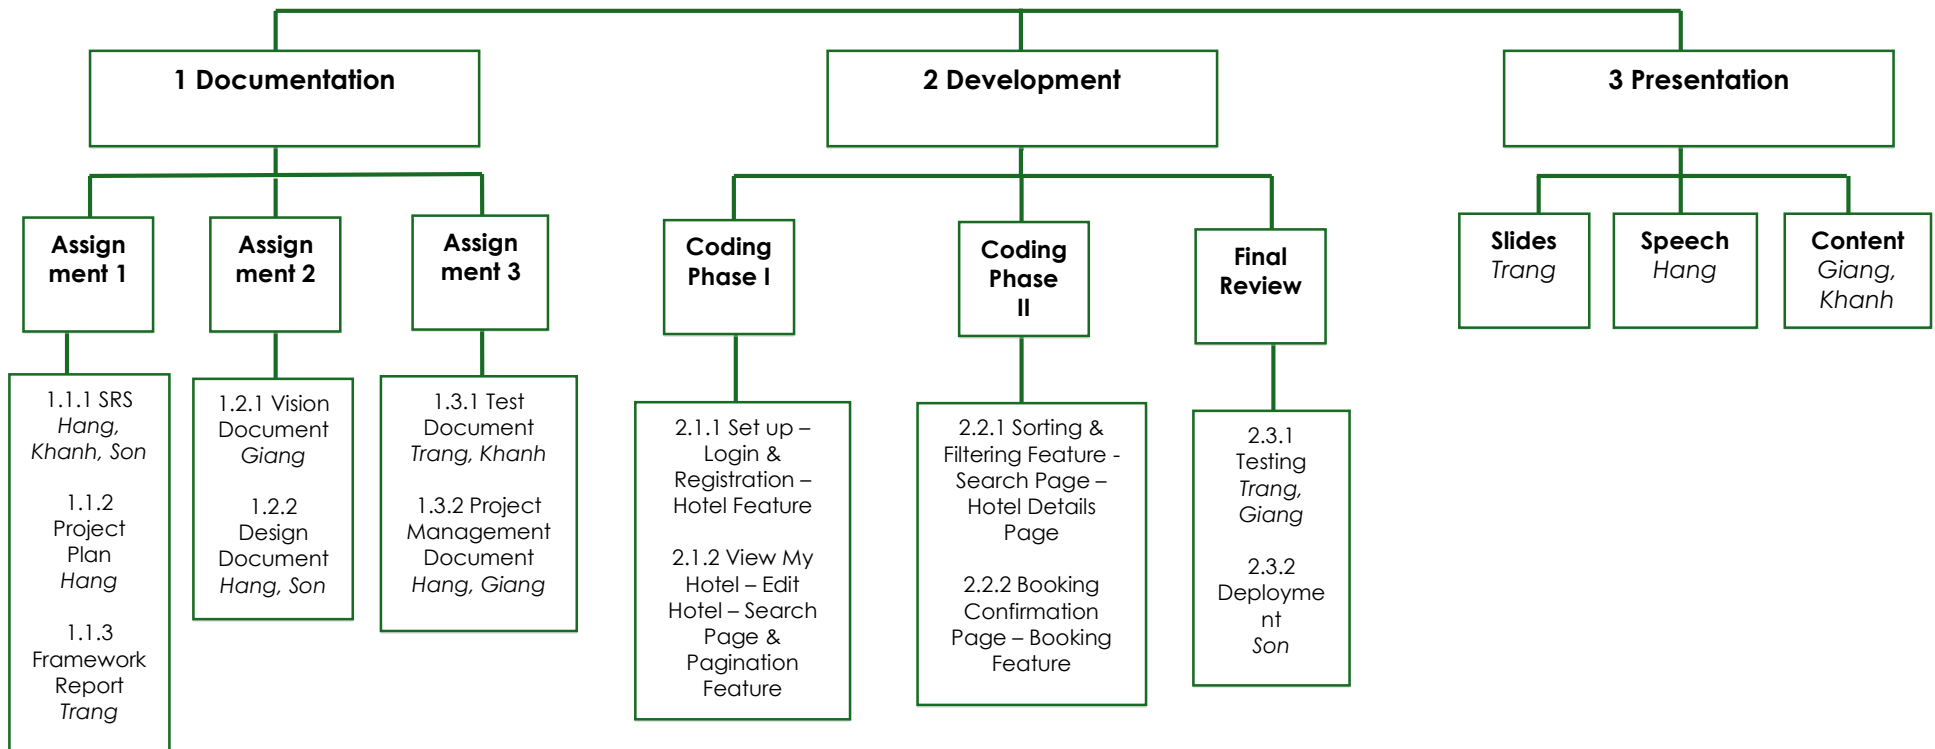 1 Documentation
2 Development
3 Presentation
Assign
ment 1
Assign
ment 2
Assign
ment 3
Coding
Phase I
Coding
Phase
II
Final
Review
Slides
Trang
Speech
Hang
Content
Giang,
Khanh
1.1.1 SRS
Hang,
Khanh, Son
1.1.2
Project
Plan
Hang
1.1.3
Framework
Report
Trang
1.2.1 Vision
Document
Giang
1.2.2
Design
Document
Hang, Son
1.3.1 Test
Document
Trang, Khanh
1.3.2 Project
Management
Document
Hang, Giang
2.1.1 Set up –
Login &
Registration –
Hotel Feature
2.1.2 View My
Hotel – Edit
Hotel – Search
Page &
Pagination
Feature
2.2.1 Sorting &
Filtering Feature -
Search Page –
Hotel Details
Page
2.2.2 Booking
Confirmation
Page – Booking
Feature
2.3.1
Testing
Trang,
Giang
2.3.2
Deployme
nt
Son